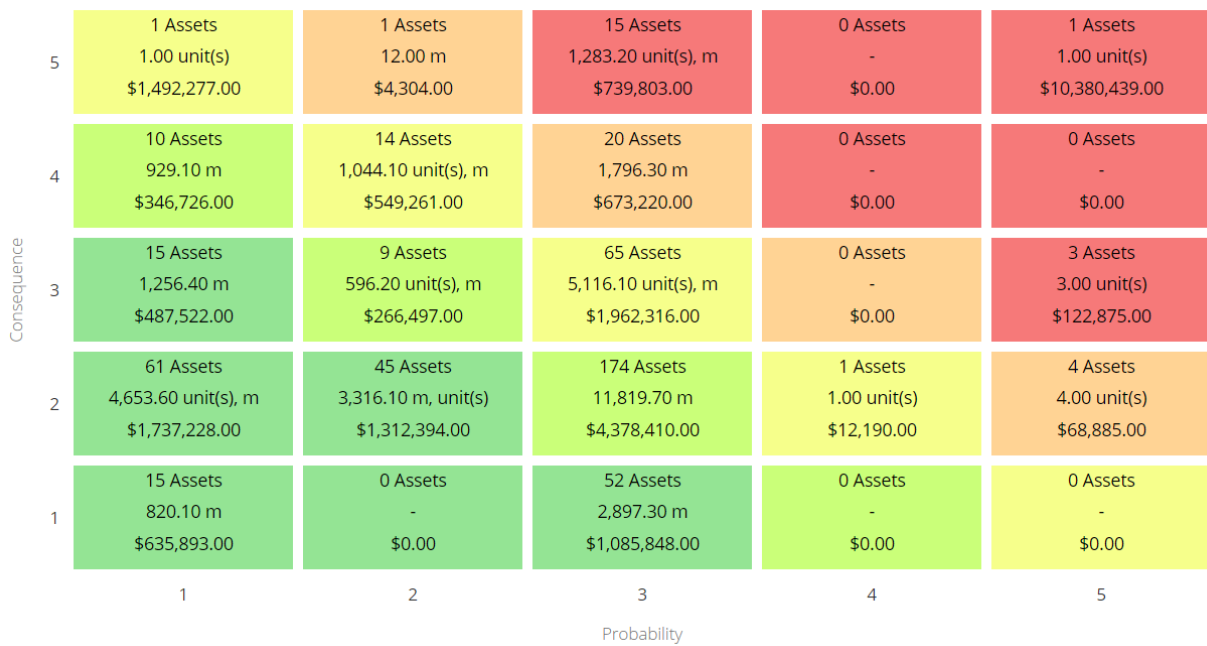 1 Assets
1.00 unit(s)
$1,492,277.00
1 Assets
12.00 m
$4,304.00
15 Assets
1,283.20 unit(s), m
$739,803.00
0 Assets
-
$0.00
1 Assets
1.00 unit(s)
$10,380,439.00
5
10 Assets
929.10 m
$346,726.00
14 Assets
1,044.10 unit(s), m
$549,261.00
20 Assets
1,796.30 m
$673,220.00
0 Assets
-
$0.00
0 Assets
-
$0.00
4
15 Assets
1,256.40 m
$487,522.00
9 Assets
596.20 unit(s), m
$266,497.00
65 Assets
5,116.10 unit(s), m
$1,962,316.00
0 Assets
-
$0.00
3 Assets
3.00 unit(s)
$122,875.00
3
Consequence
61 Assets
4,653.60 unit(s), m
$1,737,228.00
45 Assets
3,316.10 m, unit(s)
$1,312,394.00
174 Assets
11,819.70 m
$4,378,410.00
1 Assets
1.00 unit(s)
$12,190.00
4 Assets
4.00 unit(s)
$68,885.00
2
15 Assets
820.10 m
$635,893.00
0 Assets
-
$0.00
52 Assets
2,897.30 m
$1,085,848.00
0 Assets
-
$0.00
0 Assets
-
$0.00
1
1
2
3
4
5
Probability